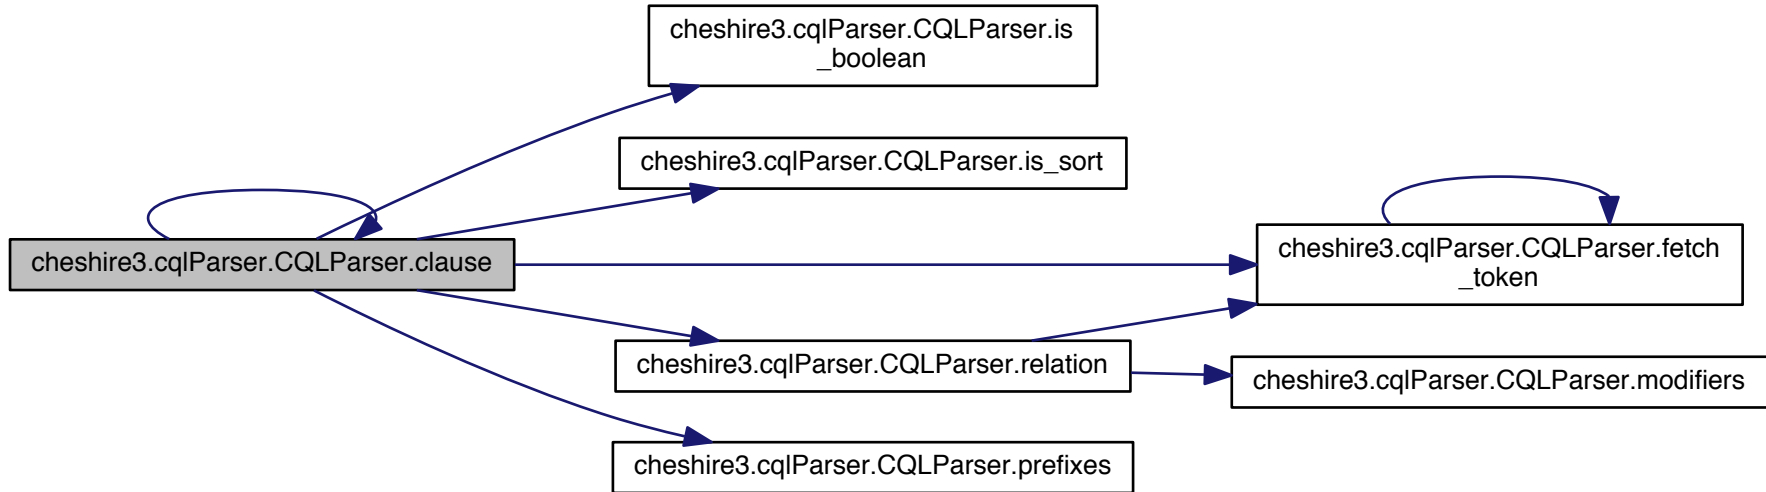 cheshire3.cqlParser.CQLParser.is
_boolean
cheshire3.cqlParser.CQLParser.is_sort
cheshire3.cqlParser.CQLParser.clause
cheshire3.cqlParser.CQLParser.fetch
_token
cheshire3.cqlParser.CQLParser.relation
cheshire3.cqlParser.CQLParser.modifiers
cheshire3.cqlParser.CQLParser.prefixes